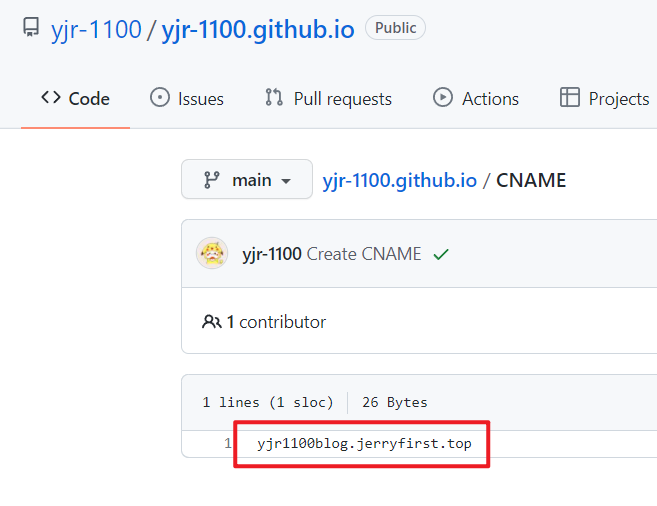 yjr-1100 / yjr-1100.github.io Public
Code Issues Pull requests Actions Projects
main yjr-1100.github.io / CNAME
yjr-1100 Create CNAME
1 contributor
1 lines (1 sloc) 26 Bytes
1 yjr1100blog.jerryfirst.top